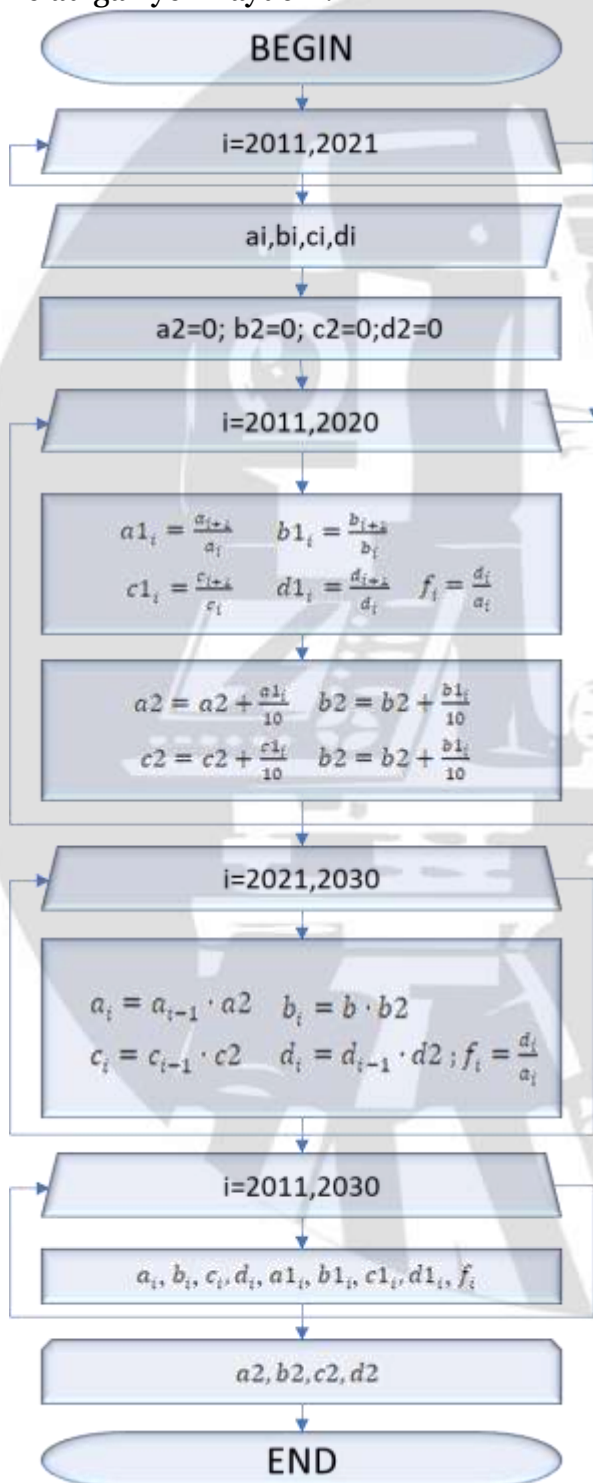 BEGIN
i=2011,2021
ai,bi,ci,di
a2=0; b2=0; c2=0;d2=0
i=2011,2020
a1_i = a_{i+i}/a_i b1_i = b_{i+i}/b_i
c1_i = c_{i+i}/c_i d1_i = d_{i+i}/d_i f_i = d_i/a_i
a2 = a2 + a1_i/10 b2 = b2 + b1_i/10
c2 = c2 + c1_i/10 b2 = b2 + b1_i/10
i=2021,2030
a_i = a_{i-1} · a2 b_i = b · b2
c_i = c_{i-1} · c2 d_i = d_{i-1} · d2 ; f_i = d_i/a_i
i=2011,2030
a_i, b_i, c_i, d_i, a1_i, b1_i, c1_i, d1_i, f_i
a2, b2, c2, d2
END